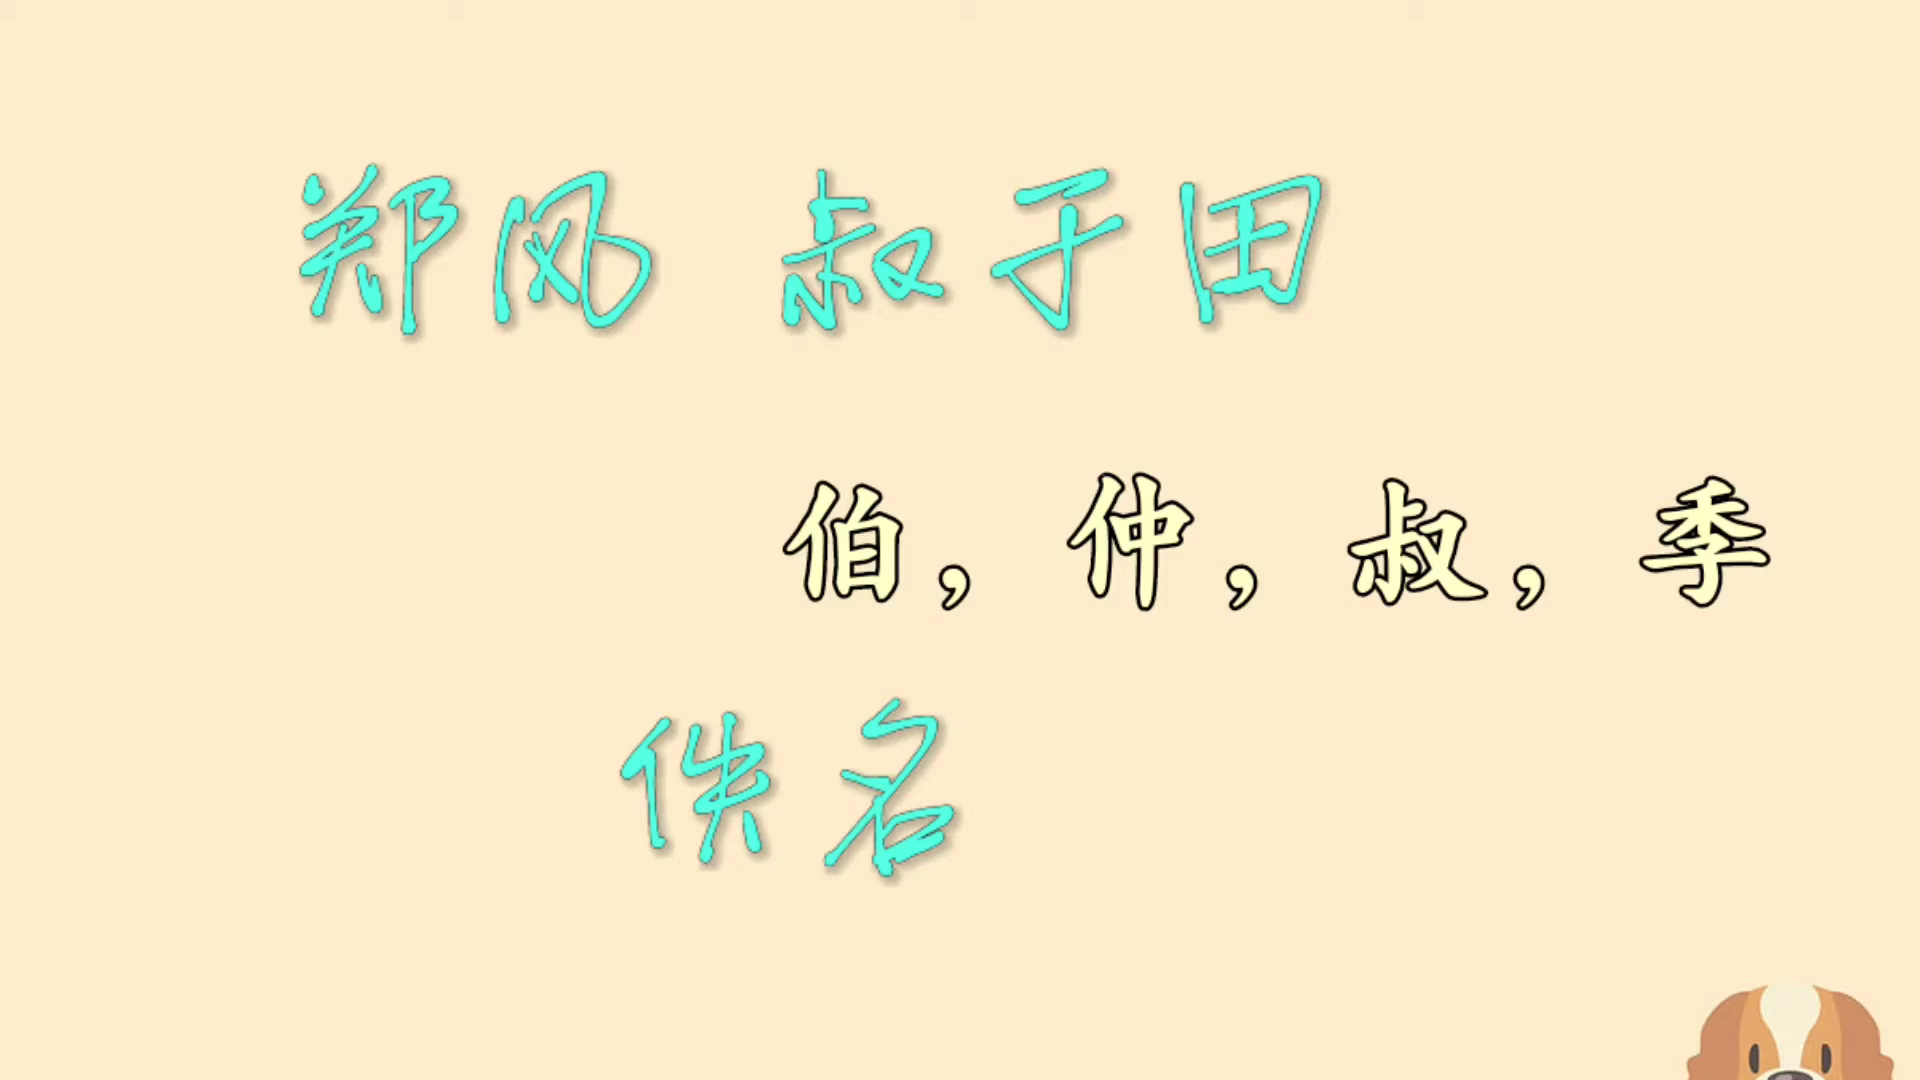 郑风 叔于田
伯，仲，叔，季
佚名